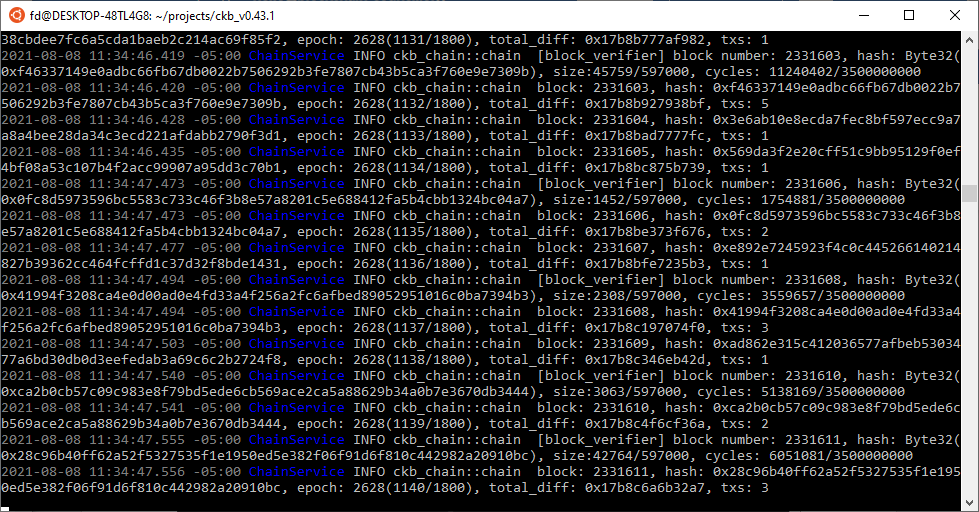 fd@DESKTOP-48TL4G8: ~/projects/ckb_v0.43.1
38cbdee7fc6a5cda1baeb2c214ac69f85f2, epoch: 2628(1131/1800), total_diff: 0x17b8b777af982, txs: 1
2021-08-08 11:34:46.419 -05:00 ChainService INFO ckb_chain::chain  [block_verifier] block number: 2331603, hash: Byte32(
0xf46337149e0adbc66fb67db0022b7506292b3fe7807cb43b5ca3f760e9e7309b), size:45759/597000, cycles: 11240402/3500000000
2021-08-08 11:34:46.420 -05:00 ChainService INFO ckb_chain::chain  block: 2331603, hash: 0xf46337149e0adbc66fb67db0022b7
506292b3fe7807cb43b5ca3f760e9e7309b, epoch: 2628(1132/1800), total_diff: 0x17b8b927938bf, txs: 5
2021-08-08 11:34:46.428 -05:00 ChainService INFO ckb_chain::chain  block: 2331604, hash: 0x3e6ab10e8ecda7fec8bf597ecc9a7
a8a4bee28da34c3ecd221afdabb2790f3d1, epoch: 2628(1133/1800), total_diff: 0x17b8bad7777fc, txs: 1
2021-08-08 11:34:46.435 -05:00 ChainService INFO ckb_chain::chain  block: 2331605, hash: 0x569da3f2e20cff51c9bb95129f0ef
4bf08a53c107b4f2acc99907a95dd3c70b1, epoch: 2628(1134/1800), total_diff: 0x17b8bc875b739, txs: 1
2021-08-08 11:34:47.473 -05:00 ChainService INFO ckb_chain::chain  [block_verifier] block number: 2331606, hash: Byte32(
0x0fc8d5973596bc5583c733c46f3b8e57a8201c5e688412fa5b4cbb1324bc04a7), size:1452/597000, cycles: 1754881/3500000000
2021-08-08 11:34:47.473 -05:00 ChainService INFO ckb_chain::chain  block: 2331606, hash: 0x0fc8d5973596bc5583c733c46f3b8
e57a8201c5e688412fa5b4cbb1324bc04a7, epoch: 2628(1135/1800), total_diff: 0x17b8be373f676, txs: 2
2021-08-08 11:34:47.477 -05:00 ChainService INFO ckb_chain::chain  block: 2331607, hash: 0xe892e7245923f4c0c445266140214
827b39362cc464fcffd1c37d32f8bde1431, epoch: 2628(1136/1800), total_diff: 0x17b8bfe7235b3, txs: 1
2021-08-08 11:34:47.494 -05:00 ChainService INFO ckb_chain::chain  [block_verifier] block number: 2331608, hash: Byte32(
0x41994f3208ca4e0d00ad0e4fd33a4f256a2fc6afbed89052951016c0ba7394b3), size:2308/597000, cycles: 3559657/3500000000
2021-08-08 11:34:47.494 -05:00 ChainService INFO ckb_chain::chain  block: 2331608, hash: 0x41994f3208ca4e0d00ad0e4fd33a4
f256a2fc6afbed89052951016c0ba7394b3, epoch: 2628(1137/1800), total_diff: 0x17b8c197074f0, txs: 3
2021-08-08 11:34:47.503 -05:00 ChainService INFO ckb_chain::chain  block: 2331609, hash: 0xad862e315c412036577afbeb53034
77a6bd30db0d3eefedab3a69c6c2b2724f8, epoch: 2628(1138/1800), total_diff: 0x17b8c346eb42d, txs: 1
2021-08-08 11:34:47.540 -05:00 ChainService INFO ckb_chain::chain  [block_verifier] block number: 2331610, hash: Byte32(
0xca2b0cb57c09c983e8f79bd5ede6cb569ace2ca5a88629b34a0b7e3670db3444), size:3063/597000, cycles: 5138169/3500000000
2021-08-08 11:34:47.541 -05:00 ChainService INFO ckb_chain::chain  block: 2331610, hash: 0xca2b0cb57c09c983e8f79bd5ede6c
b569ace2ca5a88629b34a0b7e3670db3444, epoch: 2628(1139/1800), total_diff: 0x17b8c4f6cf36a, txs: 2
2021-08-08 11:34:47.555 -05:00 ChainService INFO ckb_chain::chain  [block_verifier] block number: 2331611, hash: Byte32(
0x28c96b40ff62a52f5327535f1e1950ed5e382f06f91d6f810c442982a20910bc), size:42764/597000, cycles: 6051081/3500000000
2021-08-08 11:34:47.556 -05:00 ChainService INFO ckb_chain::chain  block: 2331611, hash: 0x28c96b40ff62a52f5327535f1e195
0ed5e382f06f91d6f810c442982a20910bc, epoch: 2628(1140/1800), total_diff: 0x17b8c6a6b32a7, txs: 3